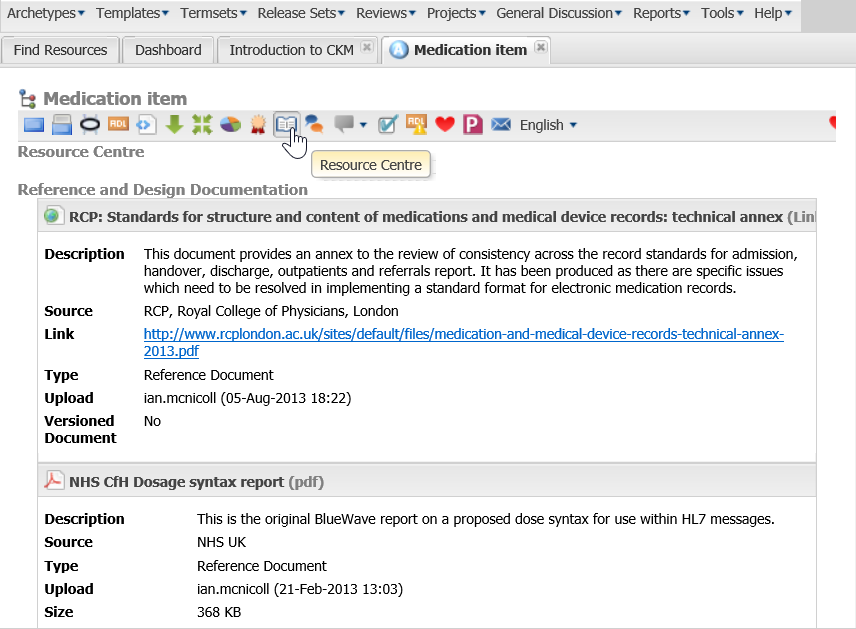 Archetypes Templates Termsets Release Sets Reviews Projects General Discussion Reports Tools Help
Find Resources Dashboard Introduction to CKM A Medication item
Medication item
ADL ADL P English
Resource Centre
Resource Centre
Reference and Design Documentation
RCP: Standards for structure and content of medications and medical device records: technical annex (Lin
Description This document provides an annex to the review of consistency across the record standards for admission,
handover, discharge, outpatients and referrals report. It has been produced as there are specific issues
which need to be resolved in implementing a standard format for electronic medication records.
Source RCP, Royal College of Physicians, London
Link http://www.rcplondon.ac.uk/sites/default/files/medication-and-medical-device-records-technical-annex-
2013.pdf
Type Reference Document
Upload ian.mcnicoll (05-Aug-2013 18:22)
Versioned No
Document
NHS CfH Dosage syntax report (pdf)
Description This is the original BlueWave report on a proposed dose syntax for use within HL7 messages.
Source NHS UK
Type Reference Document
Upload ian.mcnicoll (21-Feb-2013 13:03)
Size 368 KB